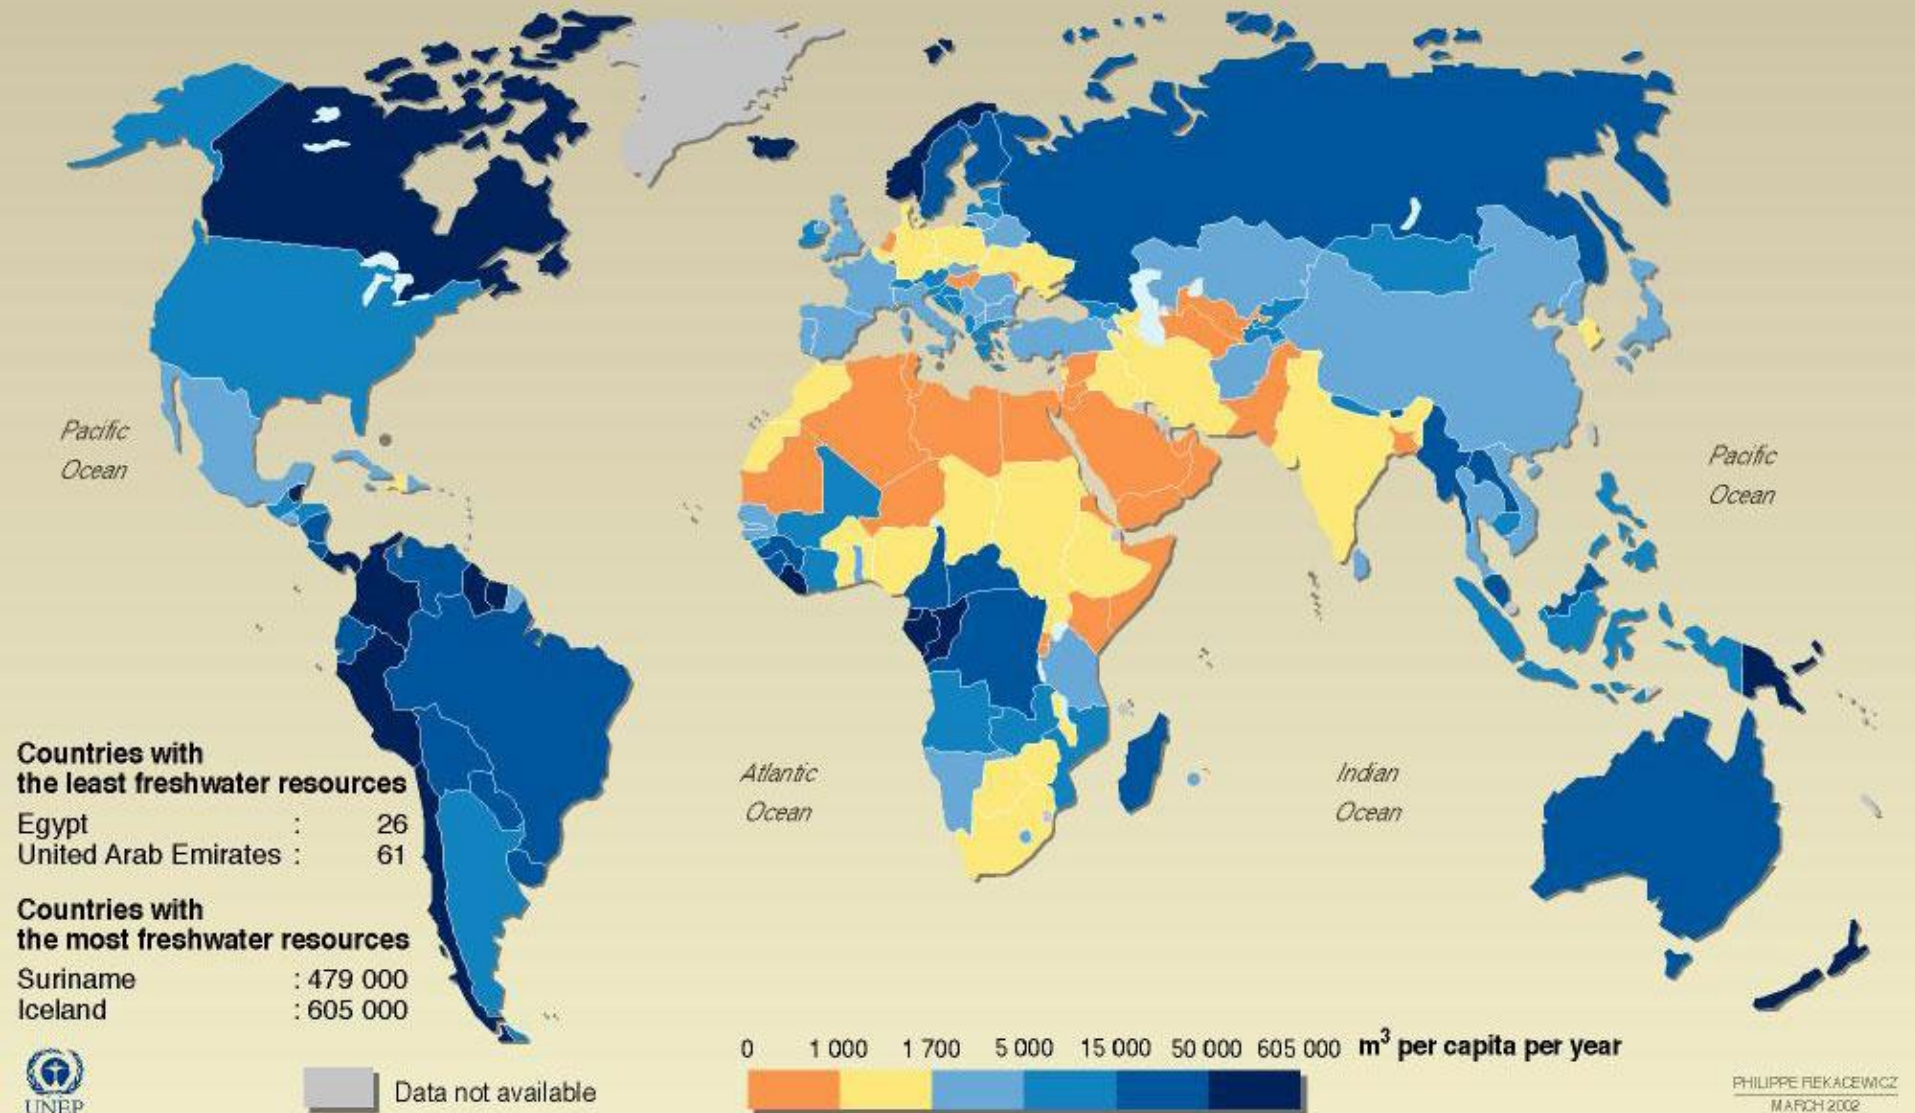 Pacific
Ocean
Pacific
Ocean
Atlantic
Ocean
Indian
Ocean
Countries with
the least freshwater resources
Egypt : 26
United Arab Emirates : 61
Countries with
the most freshwater resources
Suriname : 479 000
Iceland : 605 000
0 1 000 1 700 5 000 15 000 50 000 605 000 m³ per capita per year
Data not available
UNEP
PHILIPPE REKACEWICZ
MARCH 2002